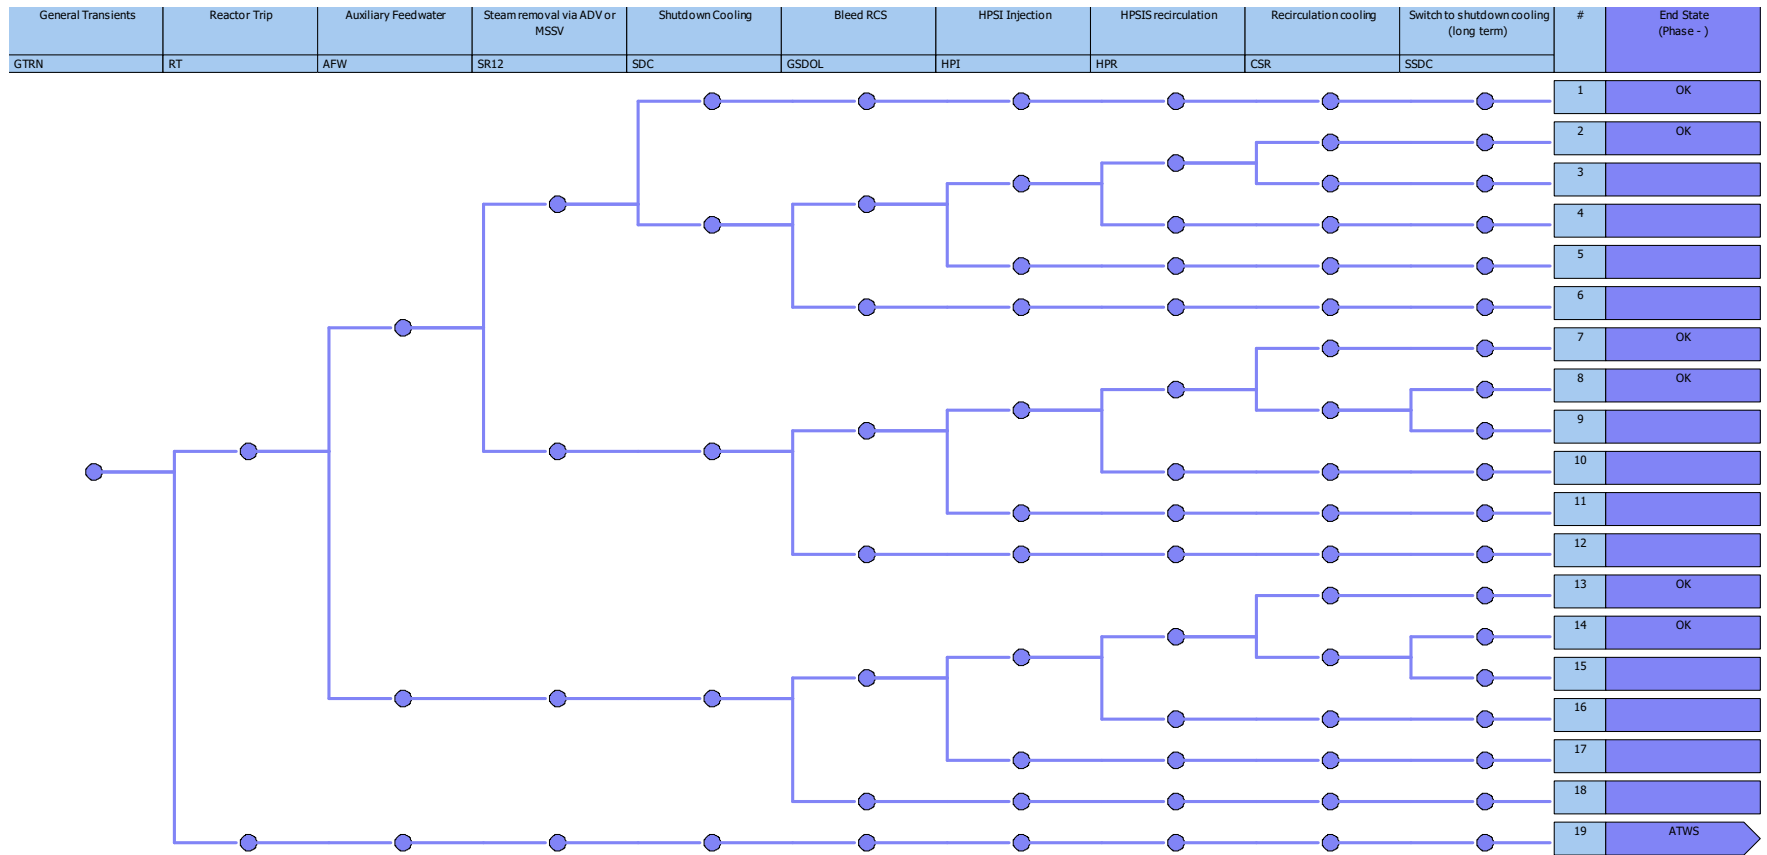 General Transients
Reactor Trip
Auxiliary Feedwater
Steam removal via ADV or
MSSV
Shutdown Cooling
Bleed RCS
HPSI Injection
HPSIS recirculation
Recirculation cooling
Switch to shutdown cooling
(long term)
#
End State
(Phase - )
GTRN
RT
AFW
SR12
SDC
GSDOL
HPI
HPR
CSR
SSDC
1 OK
2 OK
3
4
5
6
7 OK
8 OK
9
10
11
12
13 OK
14 OK
15
16
17
18
19 ATWS